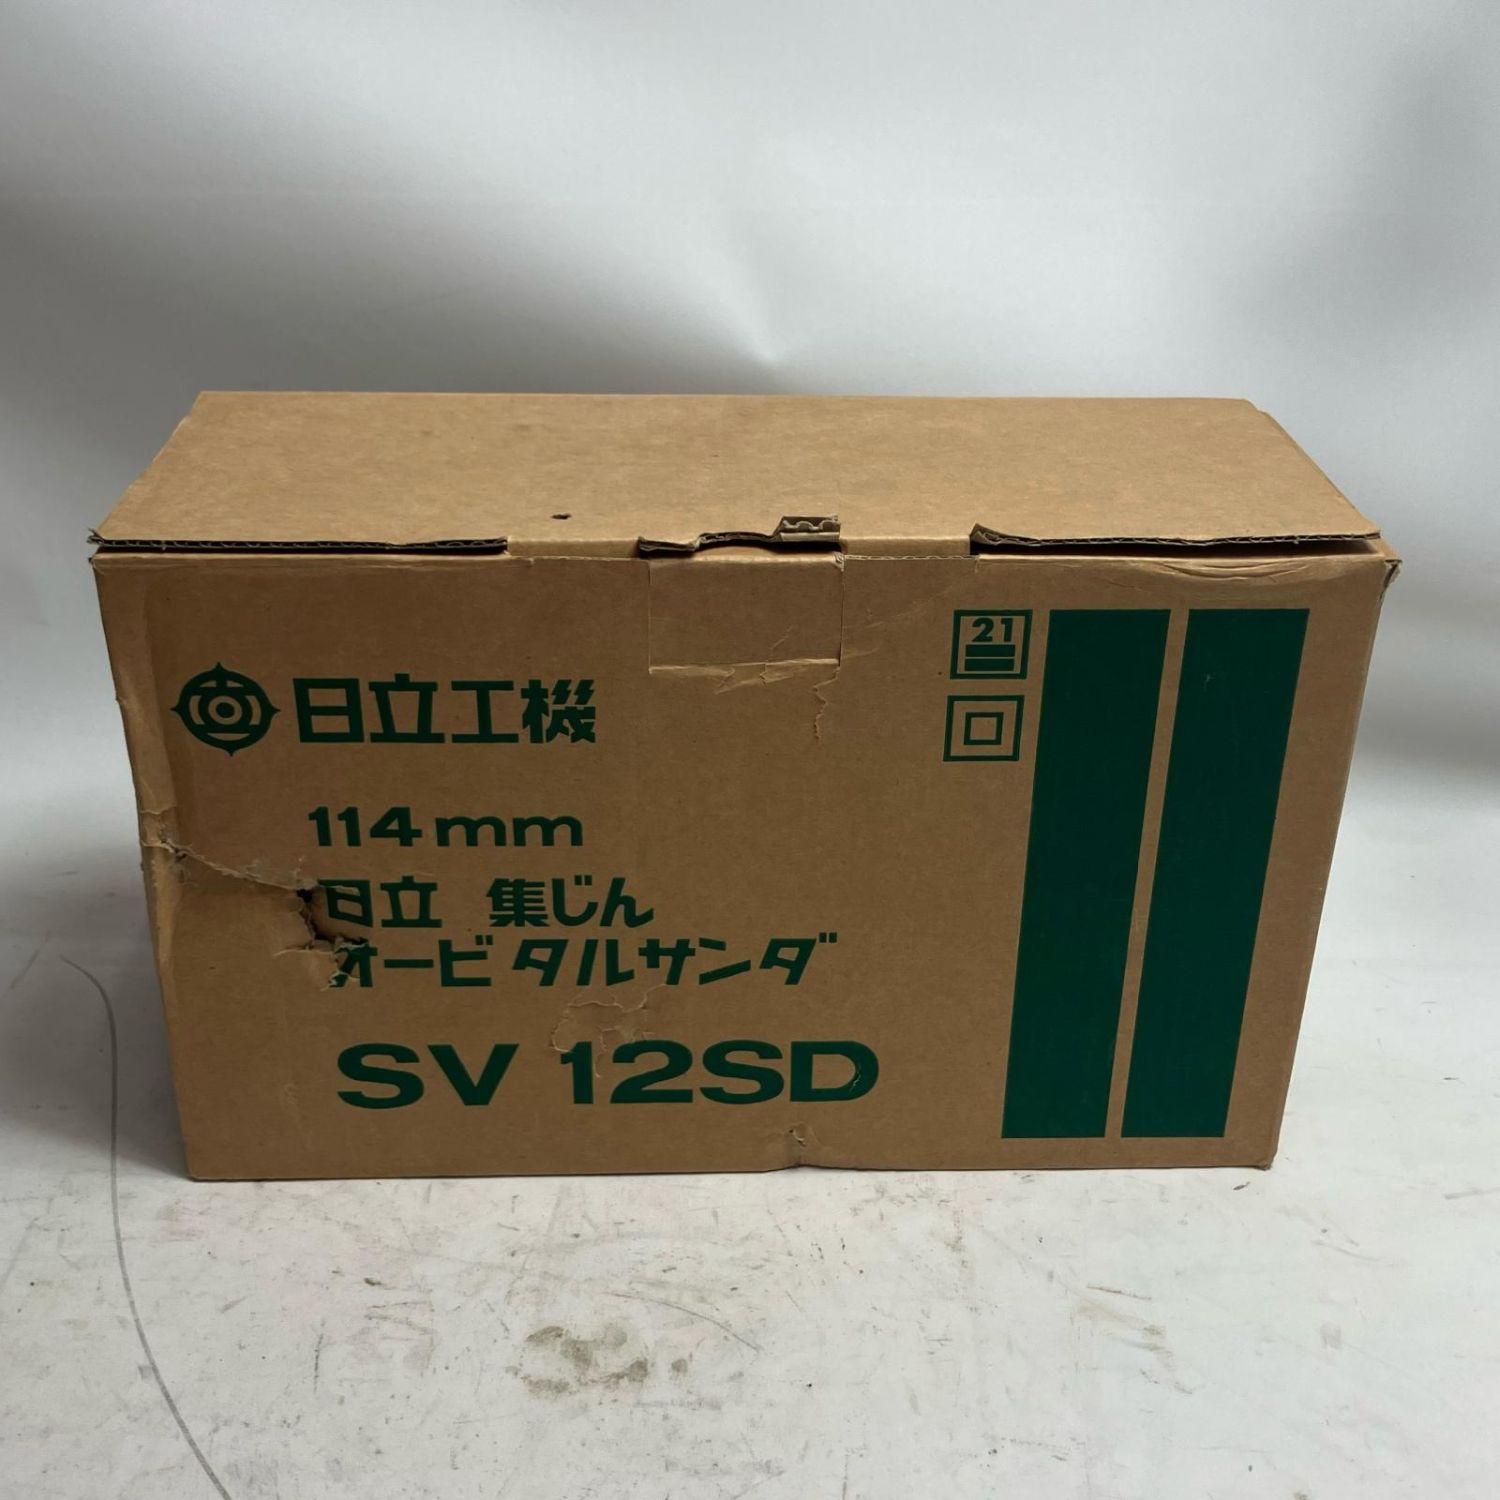 日立工機
114mm
日立 集じん
オービタルサンダ
SV 12SD
21